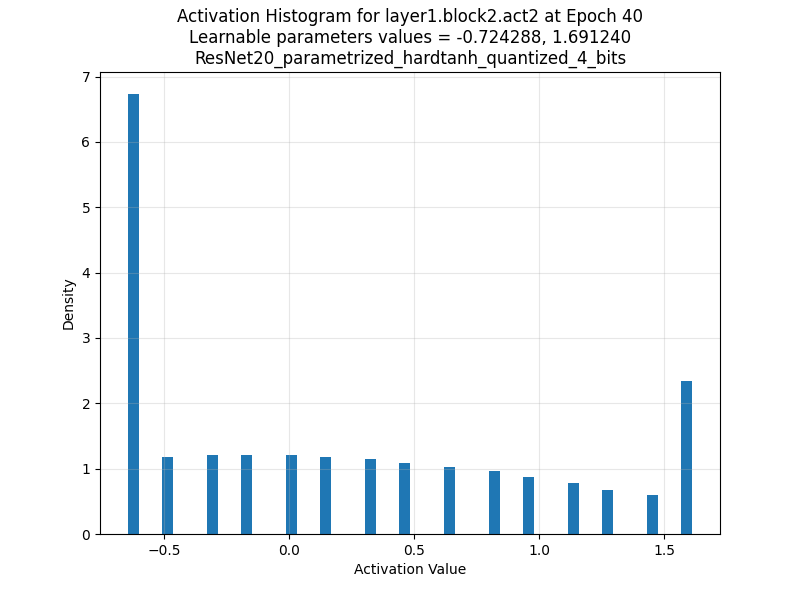 Activation Histogram for layer1.block2.act2 at Epoch 40
Learnable parameters values = -0.724288, 1.691240
ResNet20_parametrized_hardtanh_quantized_4_bits
7
6
5
4
3
2
1
0
Density
−0.5
0.0
0.5
1.0
1.5
Activation Value